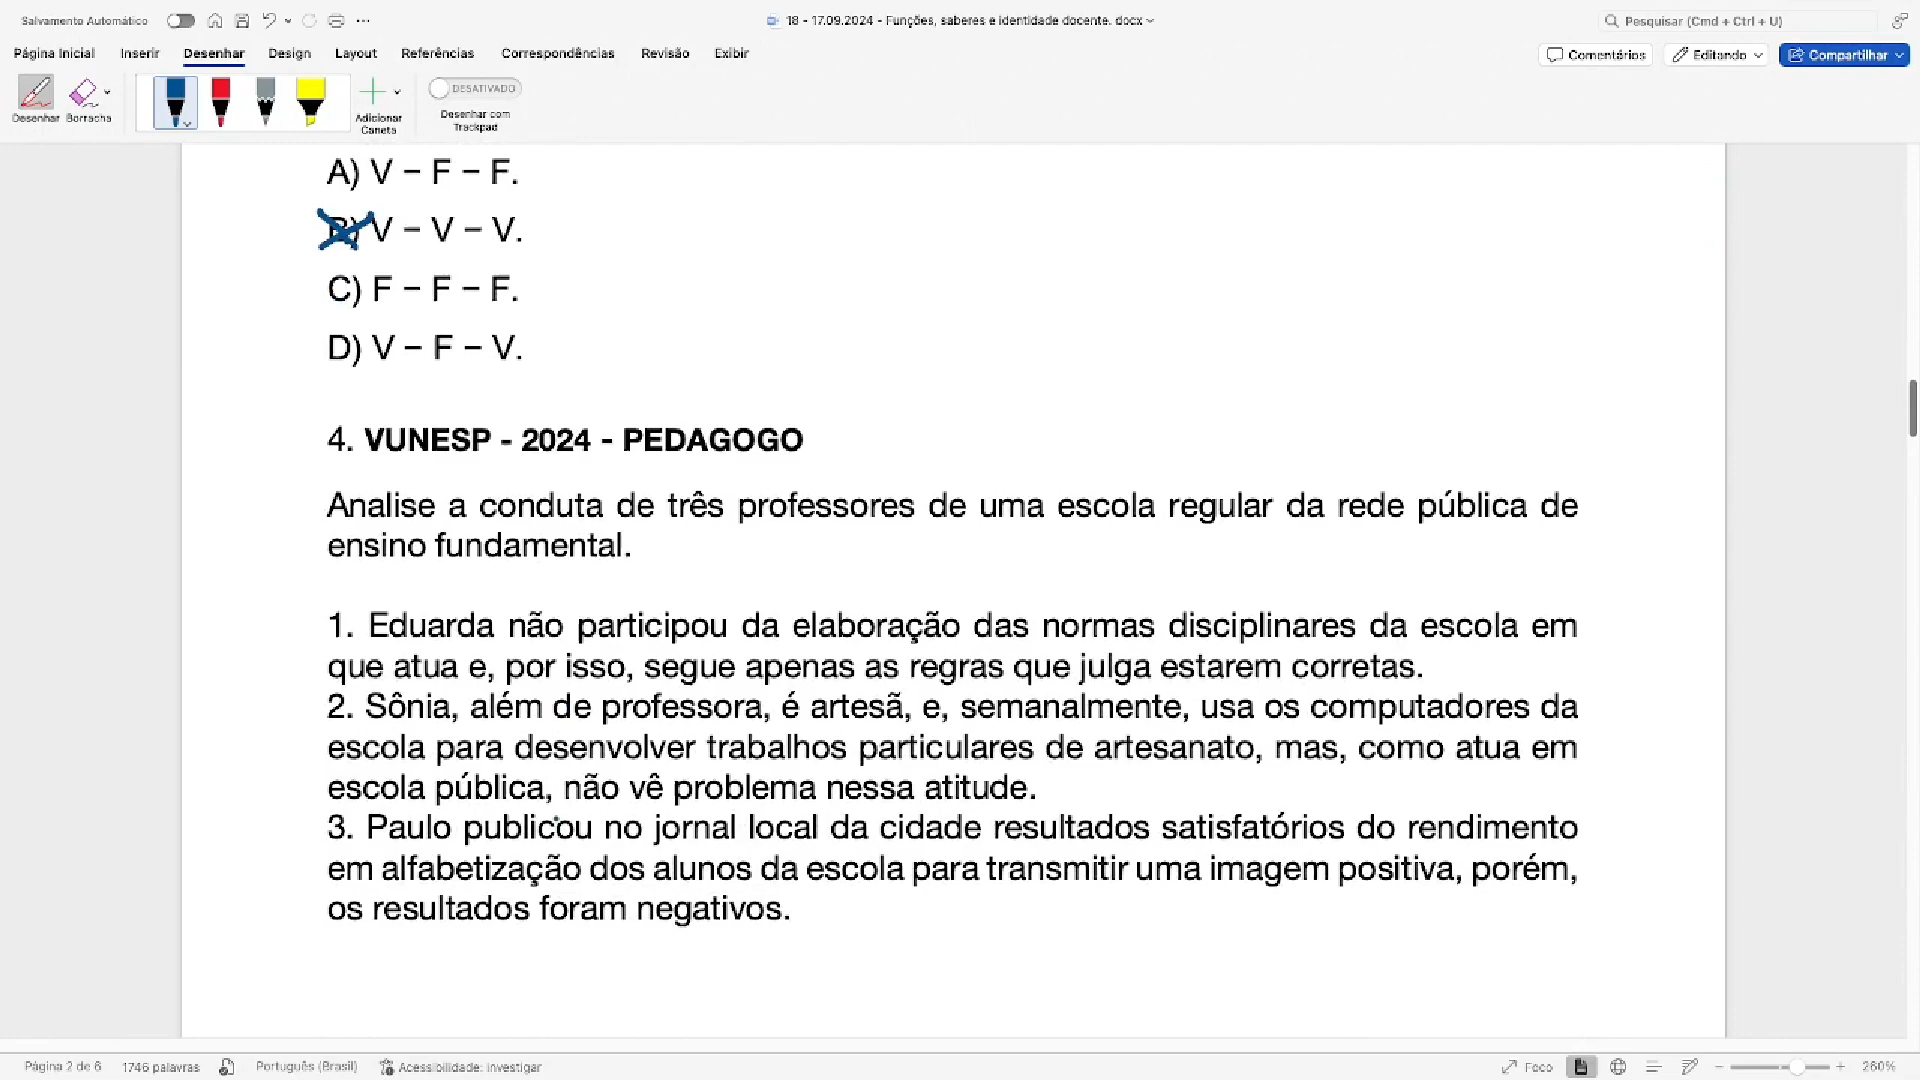 Salvamento Automático
18 - 17.09.2024 - Funções, saberes e identidade docente. docx
Pesquisar (Cmd + Ctrl + U)
Página Inicial Inserir Desenhar Design Layout Referências Correspondências Revisão Exibir
Comentários Editando Compartilhar
Desenhar Borracha
Adicionar Caneta
DESATIVADO
Desenhar com Trackpad
A) V – F – F.
B) V – V – V.
C) F – F – F.
D) V – F – V.
4. VUNESP - 2024 - PEDAGOGO
Analise a conduta de três professores de uma escola regular da rede pública de
ensino fundamental.
1. Eduarda não participou da elaboração das normas disciplinares da escola em
que atua e, por isso, segue apenas as regras que julga estarem corretas.
2. Sônia, além de professora, é artesã, e, semanalmente, usa os computadores da
escola para desenvolver trabalhos particulares de artesanato, mas, como atua em
escola pública, não vê problema nessa atitude.
3. Paulo publicou no jornal local da cidade resultados satisfatórios do rendimento
em alfabetização dos alunos da escola para transmitir uma imagem positiva, porém,
os resultados foram negativos.
Página 2 de 6 1746 palavras Português (Brasil) Acessibilidade: investigar
Foco 260%